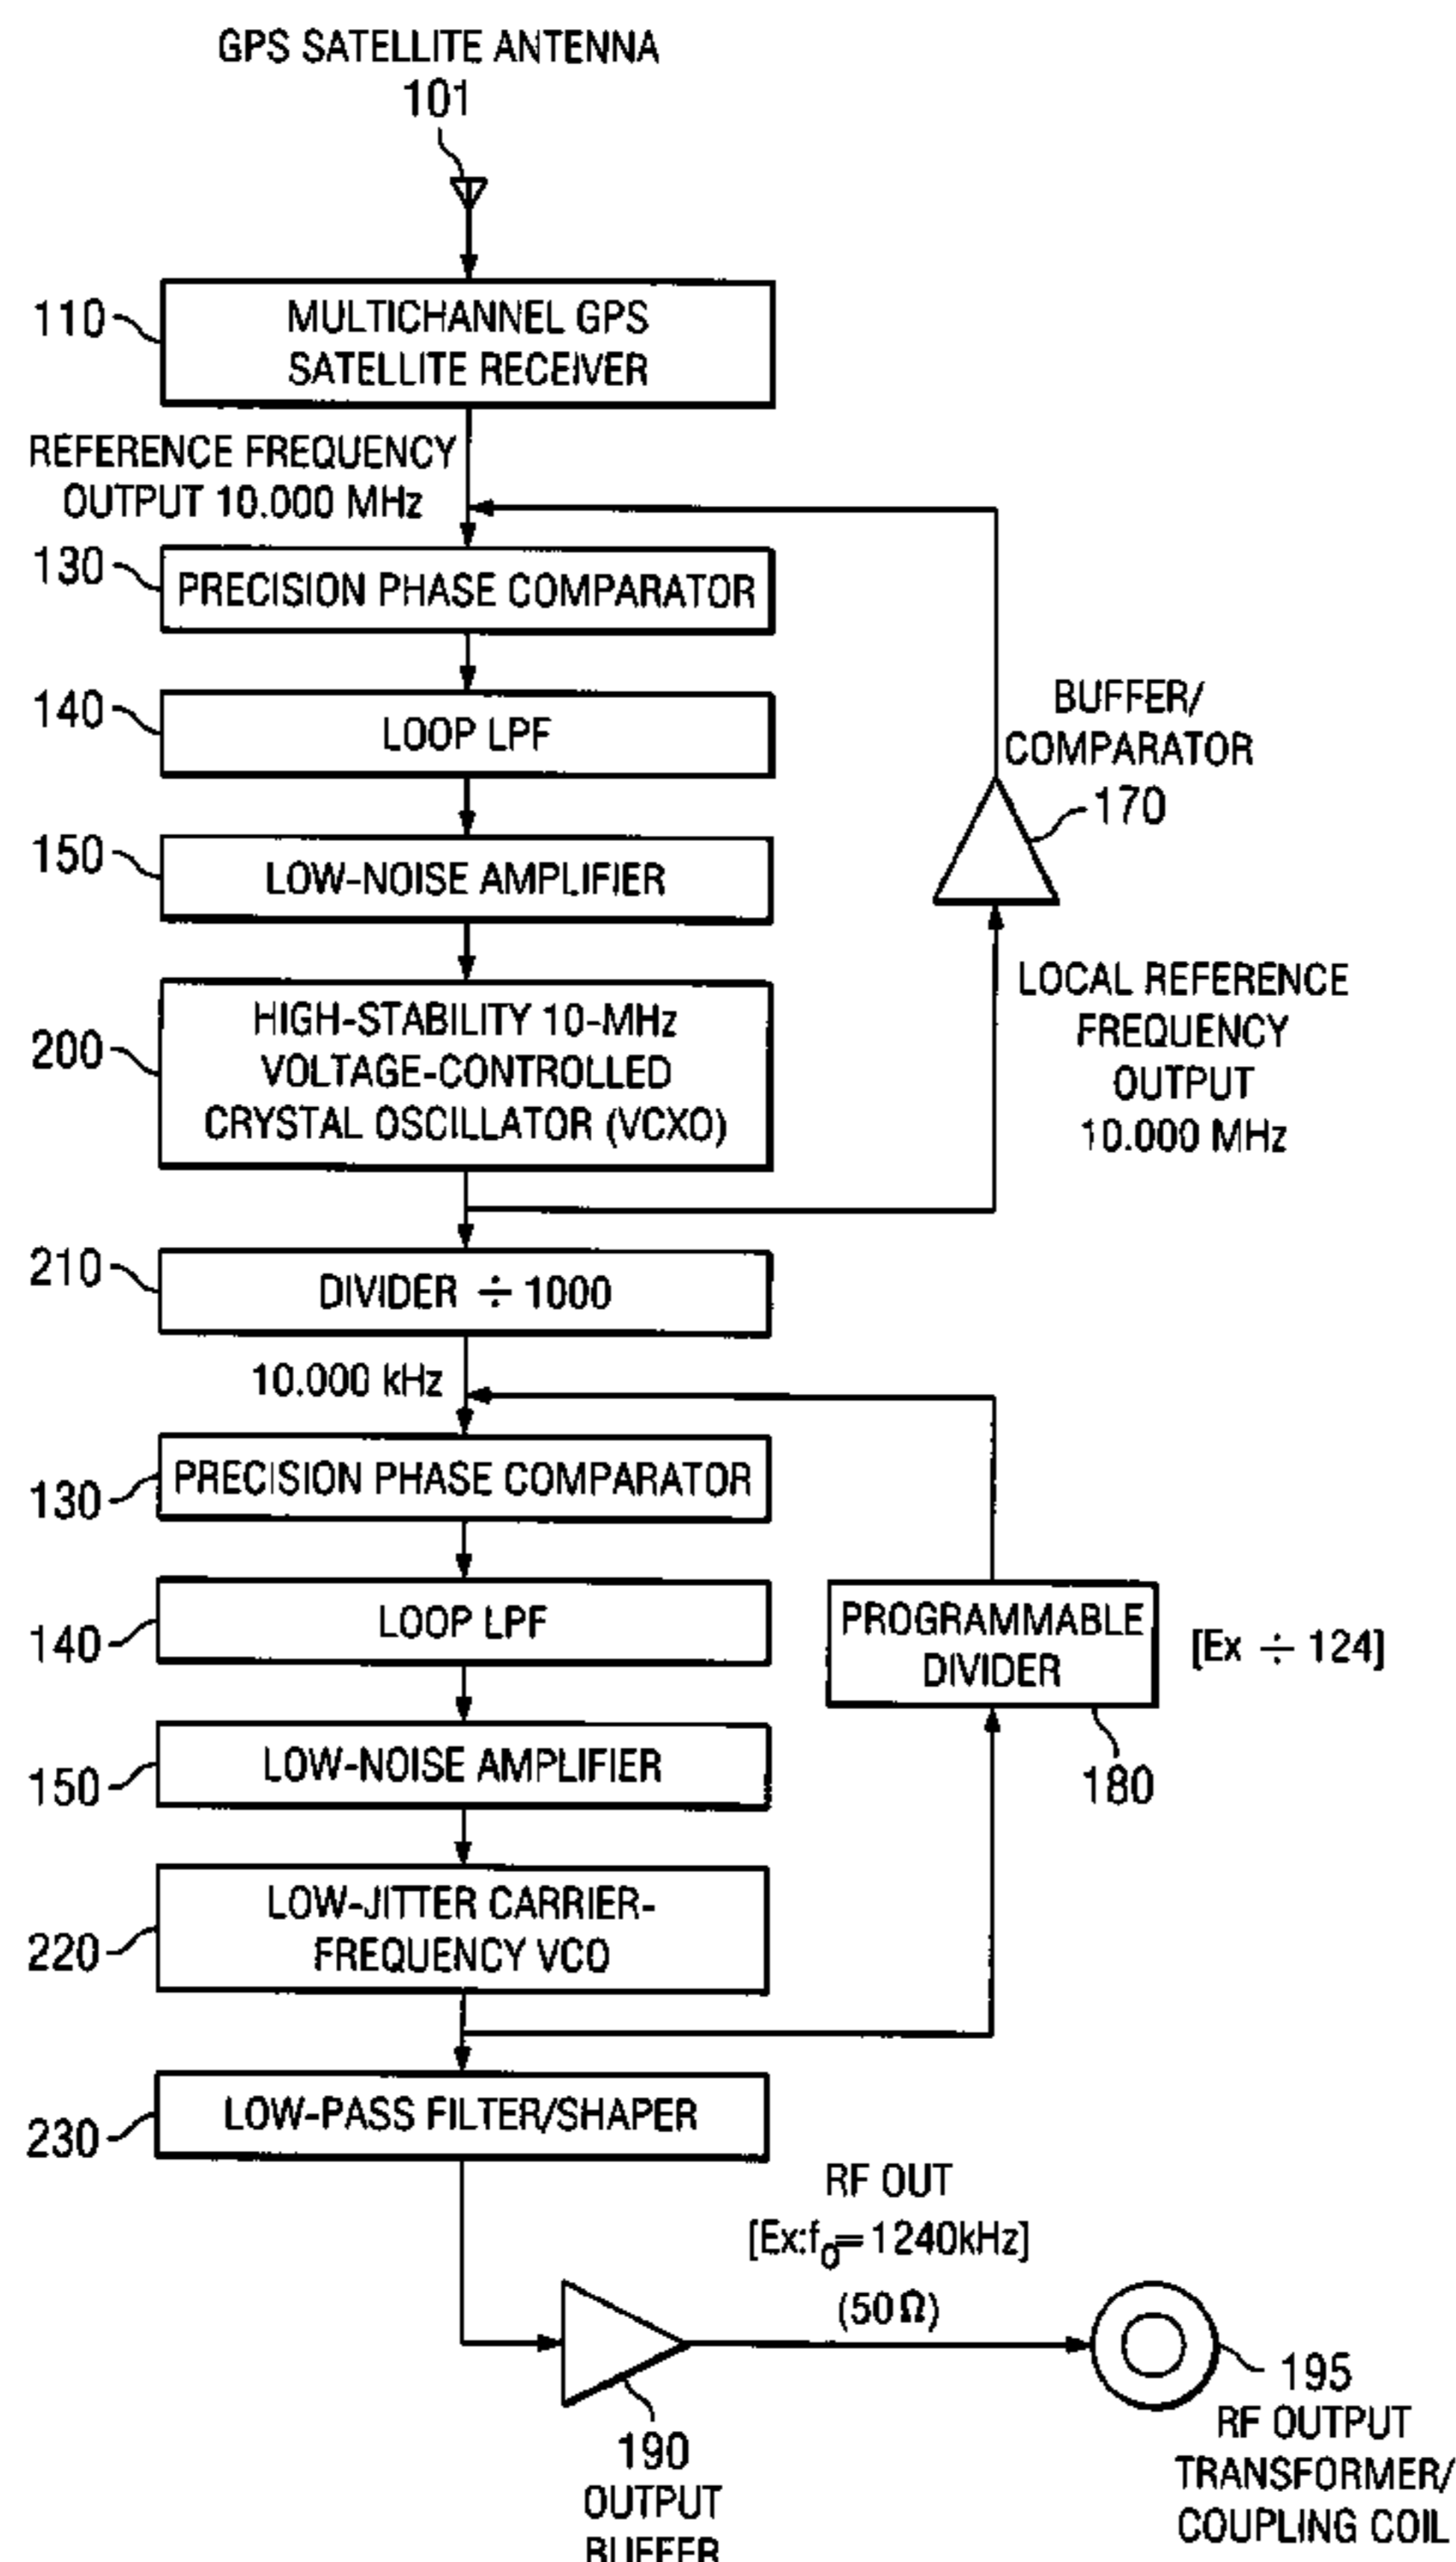 GPS SATELLITE ANTENNA
101
110
MULTICHANNEL GPS
SATELLITE RECEIVER
REFERENCE FREQUENCY
OUTPUT 10.000 MHz
130
PRECISION PHASE COMPARATOR
140
LOOP LPF
BUFFER/
COMPARATOR
170
150
LOW-NOISE AMPLIFIER
200
HIGH-STABILITY 10-MHz
VOLTAGE-CONTROLLED
CRYSTAL OSCILLATOR (VCXO)
LOCAL REFERENCE
FREQUENCY
OUTPUT
10.000 MHz
210
DIVIDER ÷ 1000
10.000 kHz
130
PRECISION PHASE COMPARATOR
140
LOOP LPF
PROGRAMMABLE
DIVIDER
[Ex ÷ 124]
180
150
LOW-NOISE AMPLIFIER
220
LOW-JITTER CARRIER-
FREQUENCY VCO
230
LOW-PASS FILTER/SHAPER
RF OUT
[Ex:fo=1240kHz]
(50Ω)
190
OUTPUT
BUFFER
195
RF OUTPUT
TRANSFORMER/
COUPLING COIL